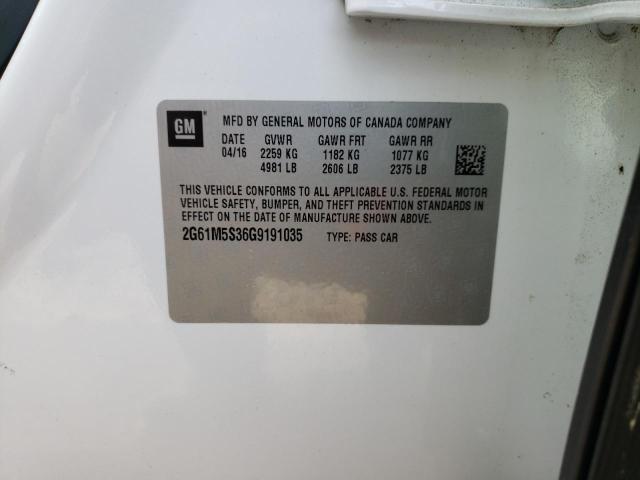 GM
MFD BY GENERAL MOTORS OF CANADA COMPANY
DATE GVWR GAWR FRT GAWR RR
04/16 2259 KG 1182 KG 1077 KG
4981 LB 2606 LB 2375 LB
THIS VEHICLE CONFORMS TO ALL APPLICABLE U.S. FEDERAL MOTOR
VEHICLE SAFETY, BUMPER, AND THEFT PREVENTION STANDARDS IN
EFFECT ON THE DATE OF MANUFACTURE SHOWN ABOVE.
2G61M5S36G9191035 TYPE: PASS CAR